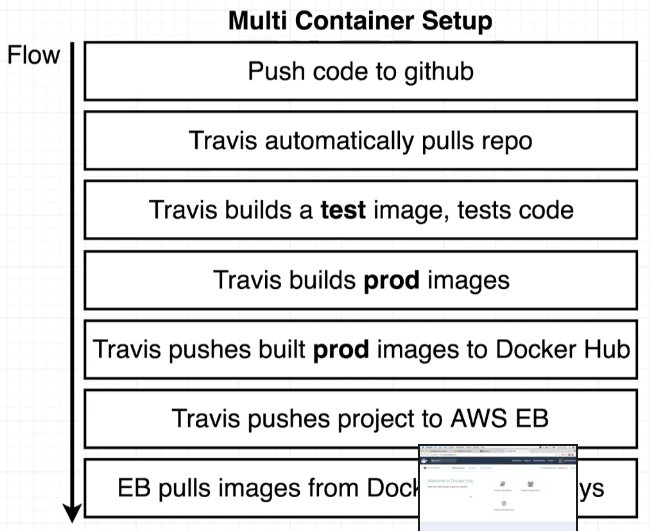 Multi Container Setup
Flow
Push code to github
Travis automatically pulls repo
Travis builds a test image, tests code
Travis builds prod images
Travis pushes built prod images to Docker Hub
Travis pushes project to AWS EB
EB pulls images from Dock ys
Welcome to Docker Hub